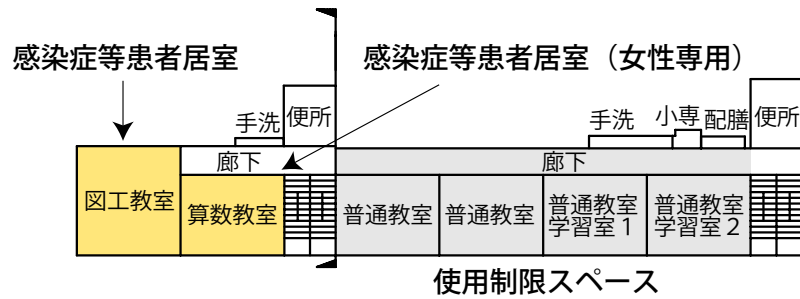 感染症等患者居室
感染症等患者居室(女性専用)
手洗
便所
手洗
小専
配膳
便所
廊下
廊下
図工教室
算数教室
普通教室
普通教室
普通教室
学習室1
普通教室
学習室2
使用制限スペース